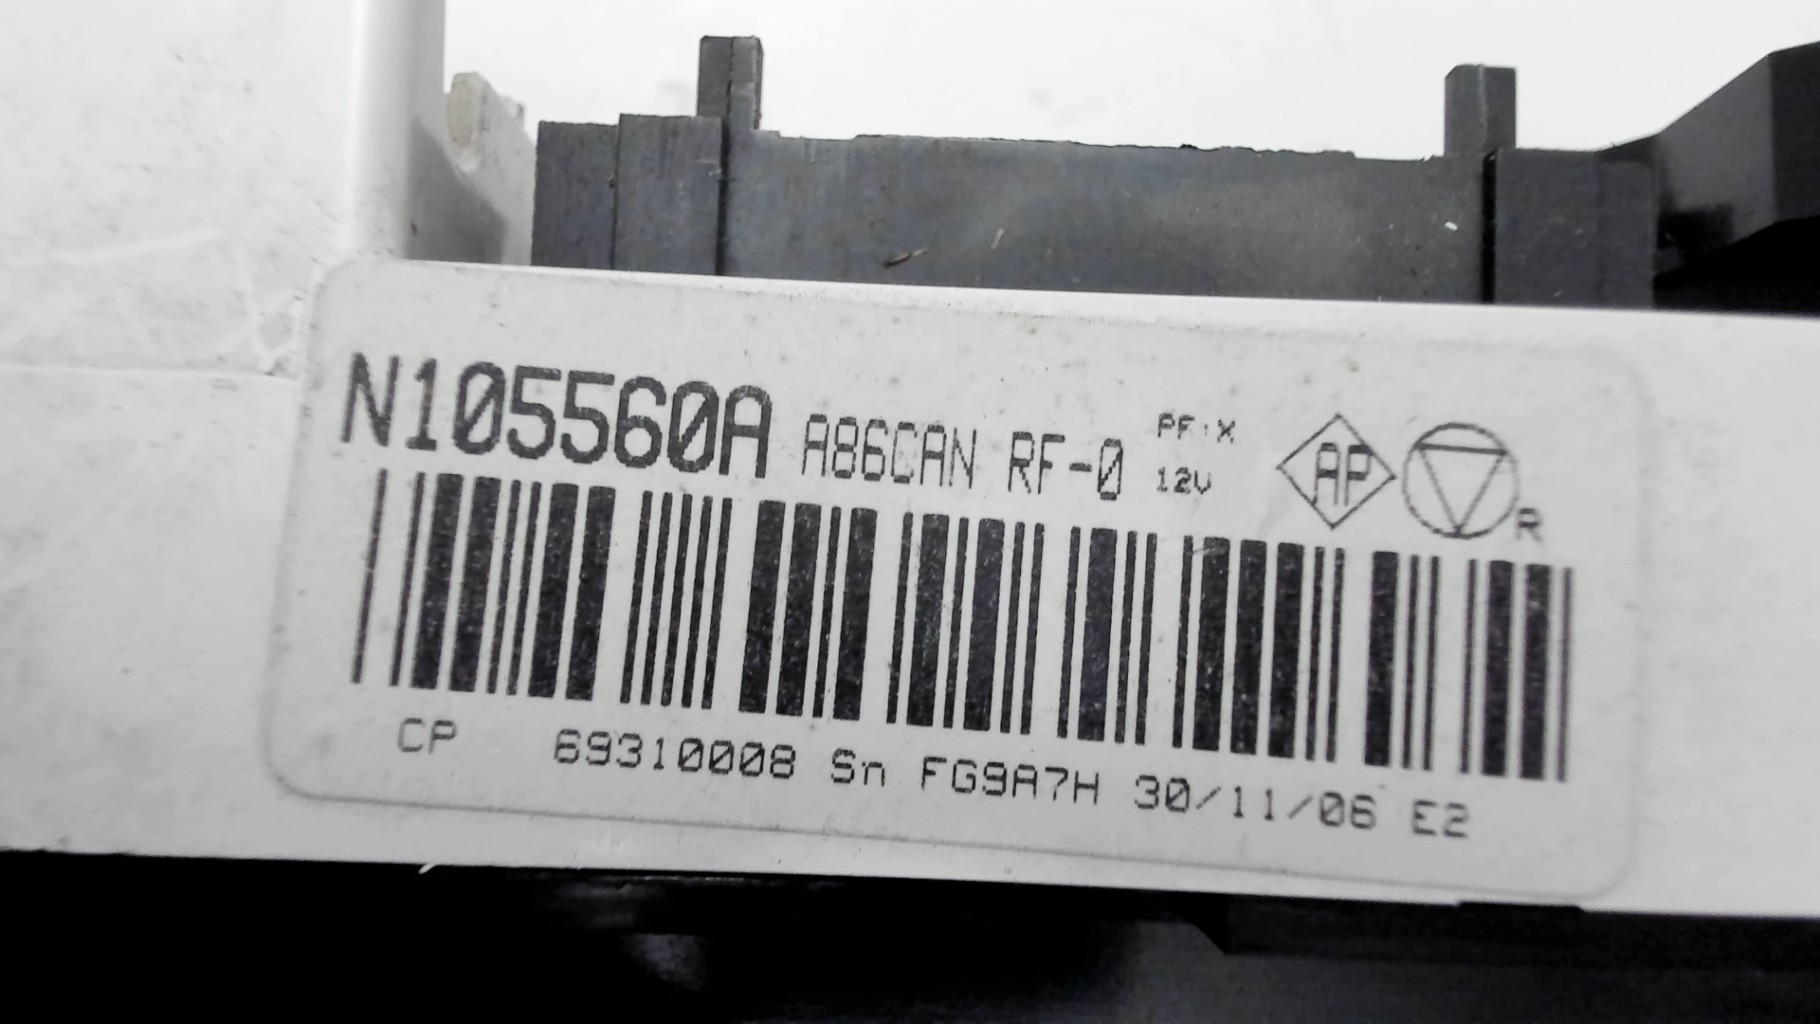 N105560A A86CAN RF-0 PF:X
12V
AP
R
CP 69310008 Sn FG9A7H 30/11/06 E2